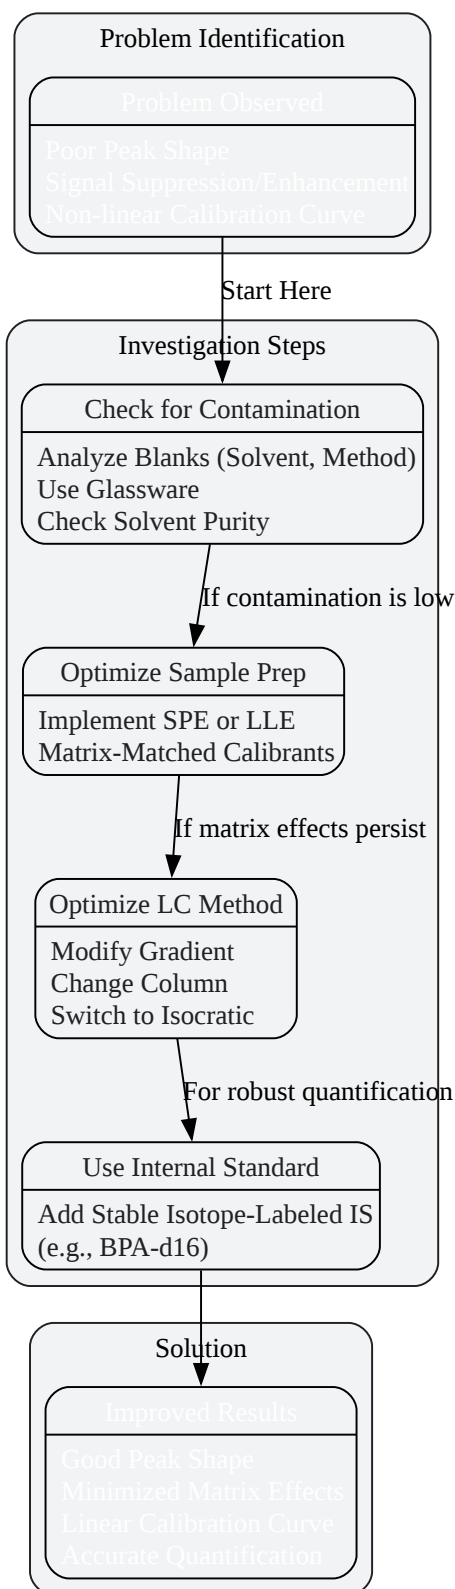 Problem Identification
Problem Observed
Poor Peak Shape
Signal Suppression/Enhancement
Non-linear Calibration Curve
Start Here
Investigation Steps
Check for Contamination
Analyze Blanks (Solvent, Method)
Use Glassware
Check Solvent Purity
If contamination is low
Optimize Sample Prep
Implement SPE or LLE
Matrix-Matched Calibrants
If matrix effects persist
Optimize LC Method
Modify Gradient
Change Column
Switch to Isocratic
For robust quantification
Use Internal Standard
Add Stable Isotope-Labeled IS
(e.g., BPA-d16)
Solution
Improved Results
Good Peak Shape
Minimized Matrix Effects
Linear Calibration Curve
Accurate Quantification